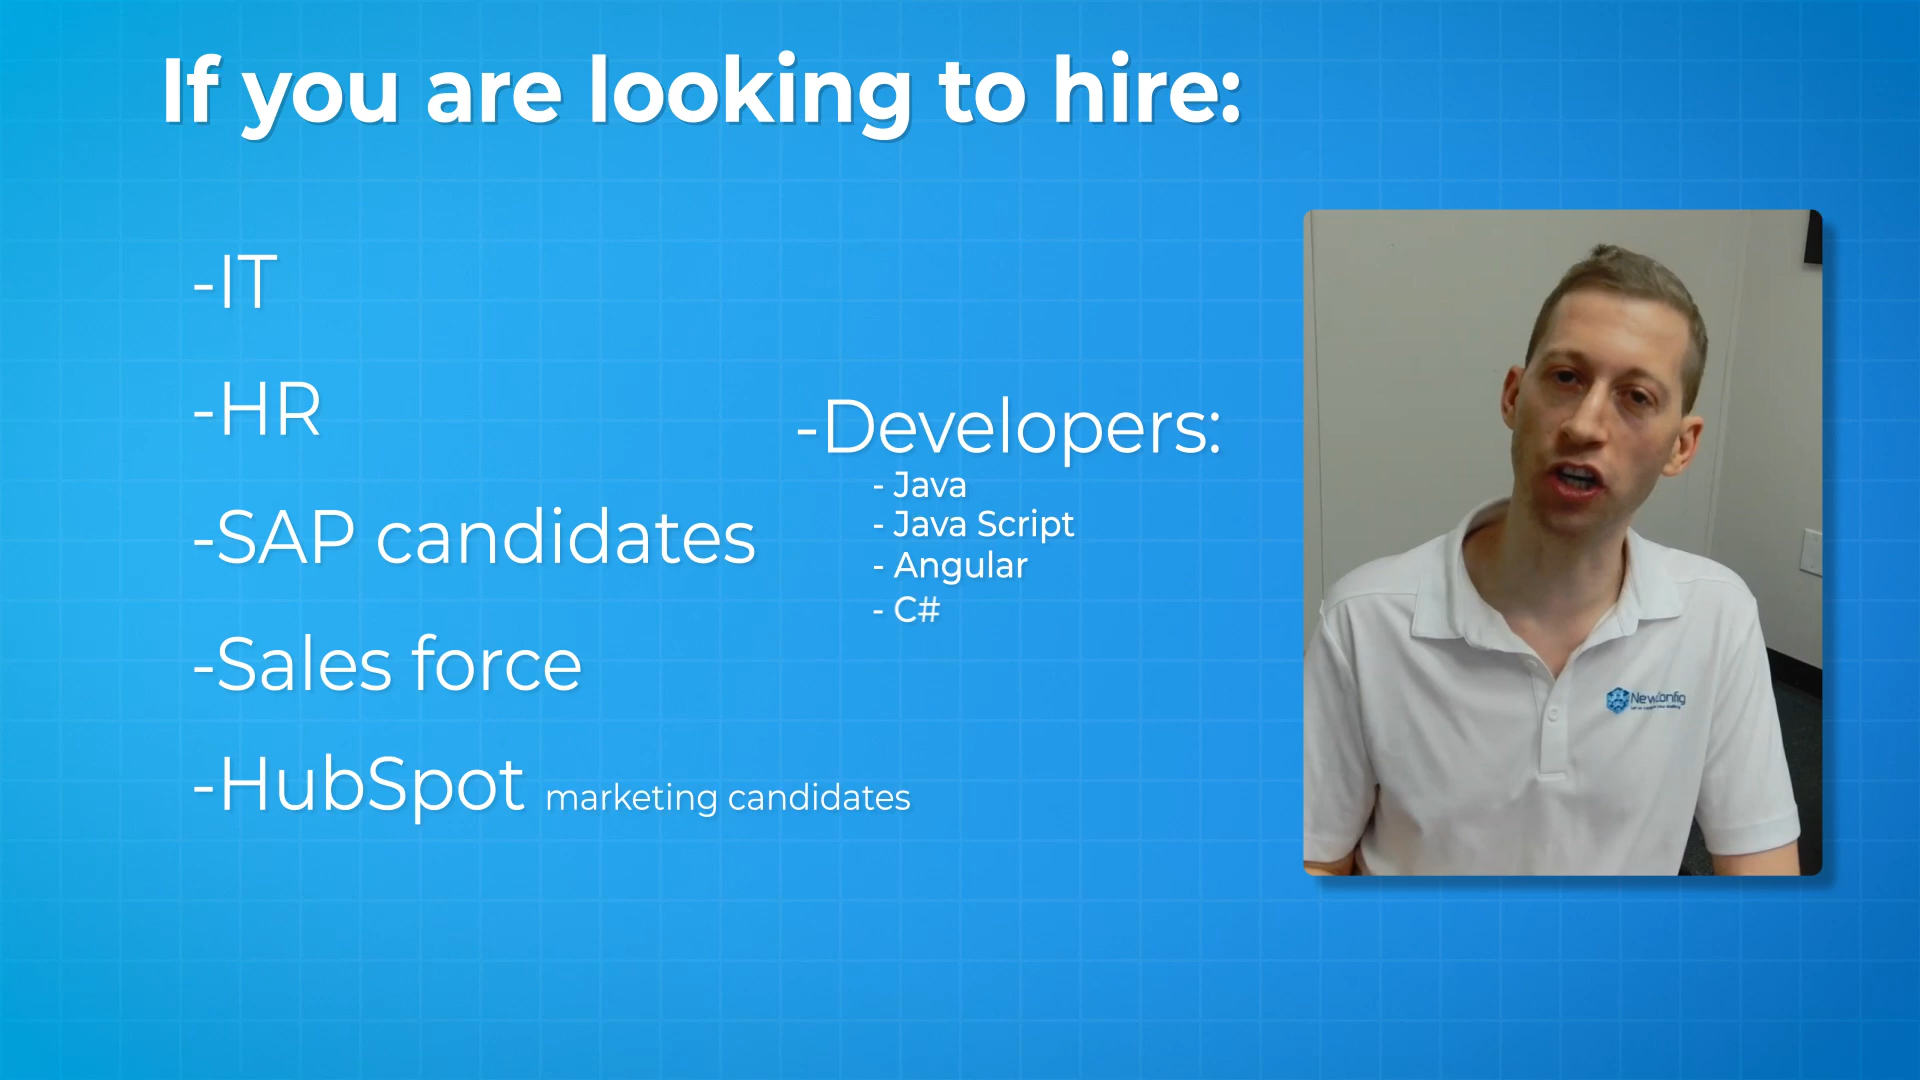 If you are looking to hire:
-IT
-HR
-SAP candidates
-Sales force
-HubSpot marketing candidates
-Developers:
- Java
- Java Script
- Angular
- C#
NewConfig